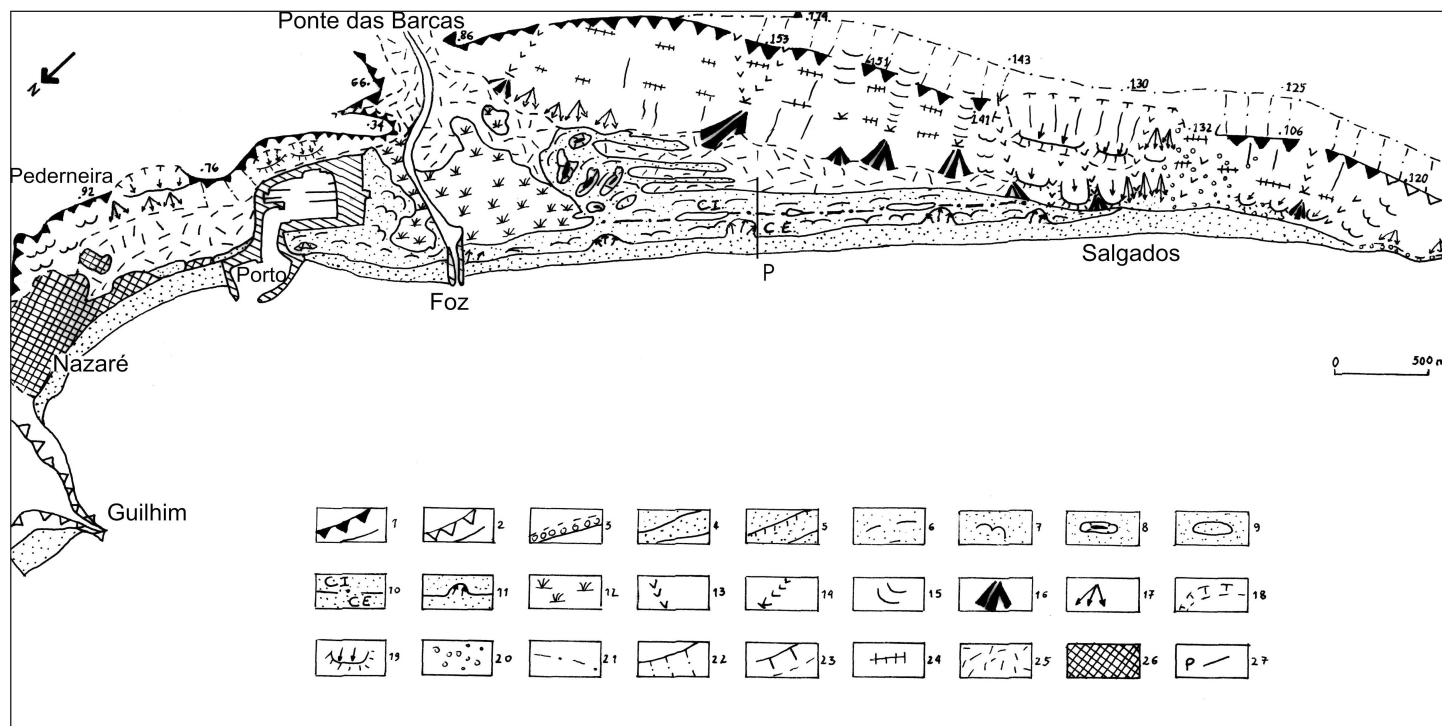 Ponte das Barcas
N
.86
.174
.153
.151
.143
.130
.125
66.
.34
141
.132
.106
.120
.76
Pederneira
92
C.I.
C.E.
Porto
Salgados
P
Foz
Nazaré
0 500 m
Guilhim
1 2 3 4 5 6 7 8 9
CI
CE
10 11 12 13 14 15 16 17 18
19 20 21 22 23 24 25 26 P 27